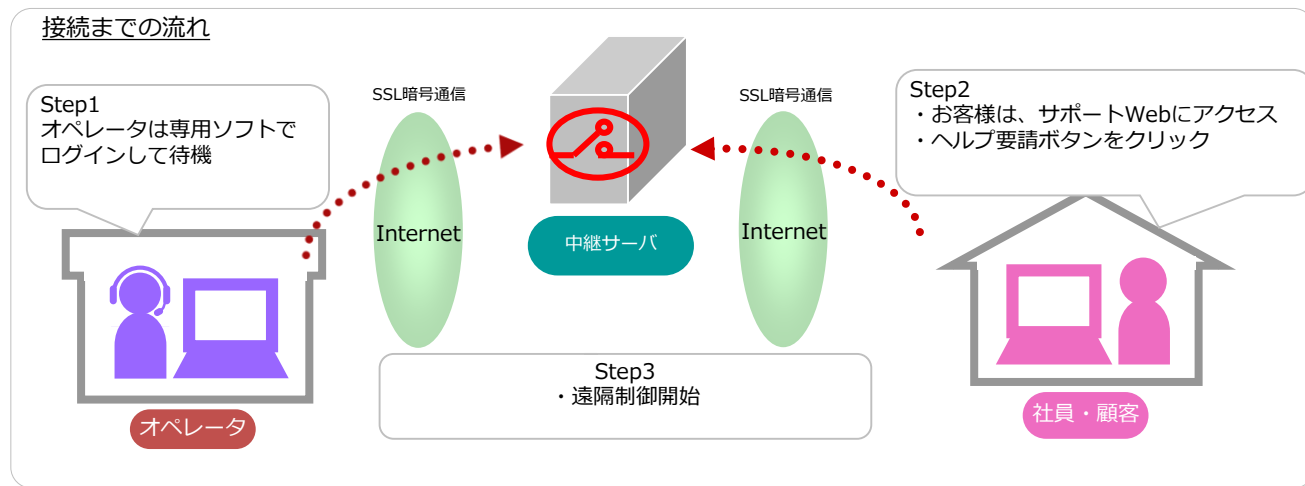 接続までの流れ
Step1
オペレータは専用ソフトで
ログインして待機
SSL暗号通信
SSL暗号通信
Step2
・お客様は、サポートWebにアクセス
・ヘルプ要請ボタンをクリック
Internet
中継サーバ
Internet
Step3
・遠隔制御開始
オペレータ
社員・顧客